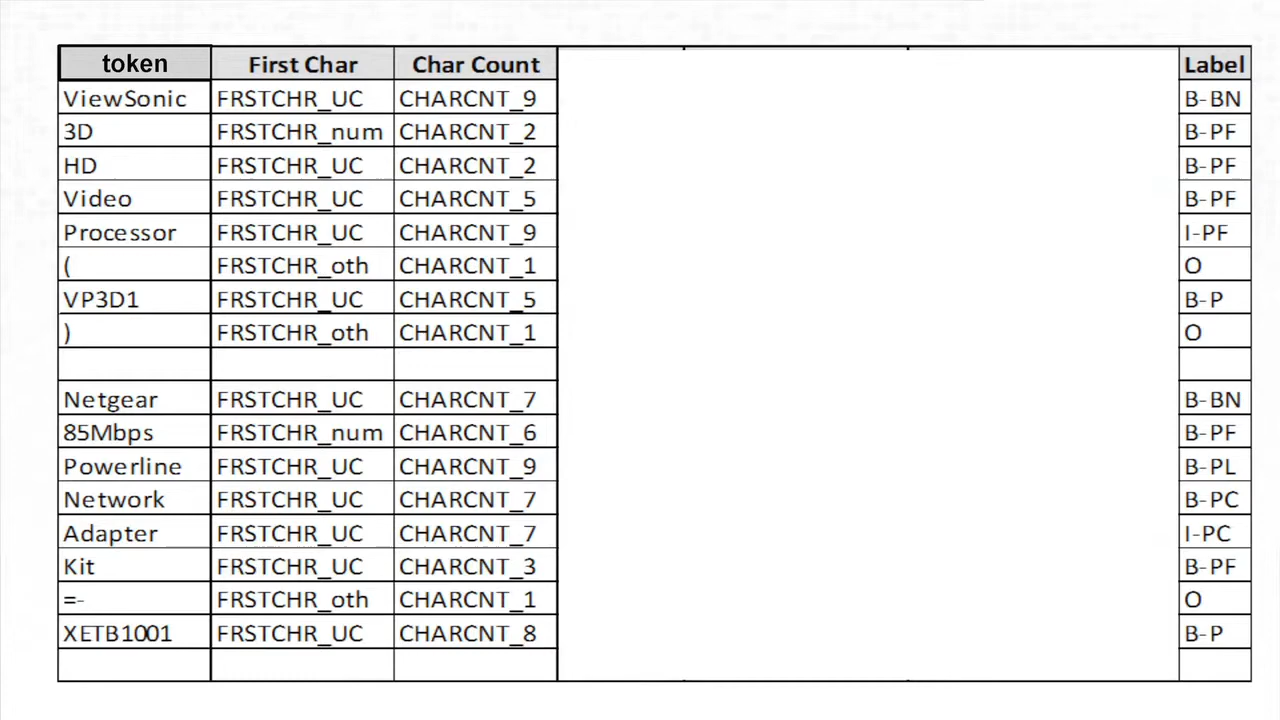 token First Char Char Count Label
ViewSonic FRSTCHR_UC CHARCNT_9 B-BN
3D FRSTCHR_num CHARCNT_2 B-PF
HD FRSTCHR_UC CHARCNT_2 B-PF
Video FRSTCHR_UC CHARCNT_5 B-PF
Processor FRSTCHR_UC CHARCNT_9 I-PF
( FRSTCHR_oth CHARCNT_1 O
VP3D1 FRSTCHR_UC CHARCNT_5 B-P
) FRSTCHR_oth CHARCNT_1 O
Netgear FRSTCHR_UC CHARCNT_7 B-BN
85Mbps FRSTCHR_num CHARCNT_6 B-PF
Powerline FRSTCHR_UC CHARCNT_9 B-PL
Network FRSTCHR_UC CHARCNT_7 B-PC
Adapter FRSTCHR_UC CHARCNT_7 I-PC
Kit FRSTCHR_UC CHARCNT_3 B-PF
=- FRSTCHR_oth CHARCNT_1 O
XETB1001 FRSTCHR_UC CHARCNT_8 B-P